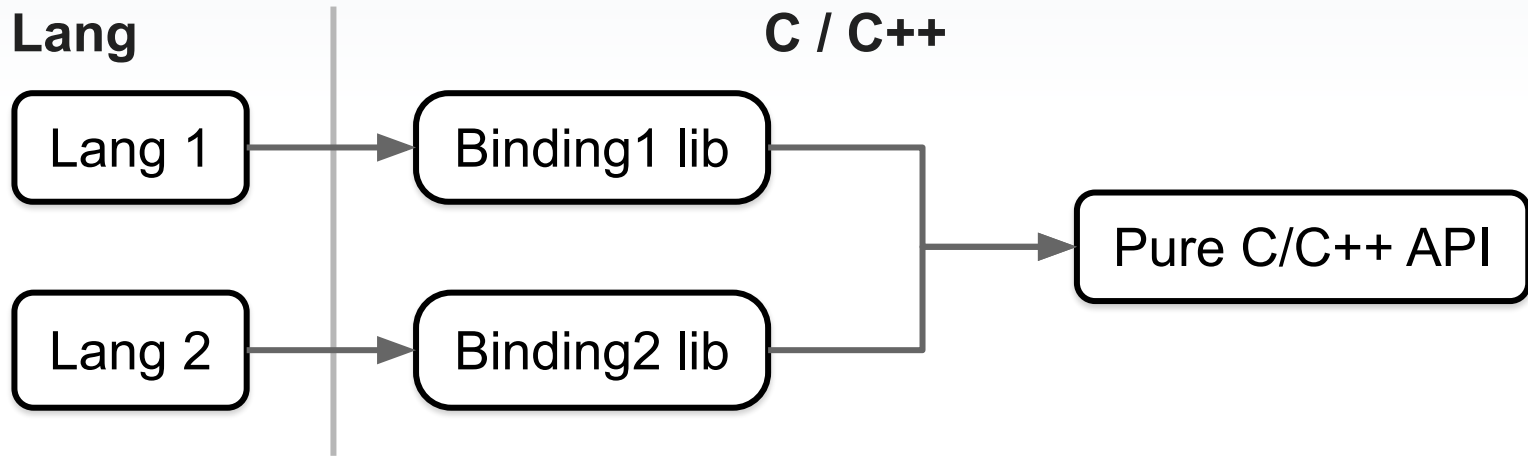 Lang
C / C++
Lang 1
Binding1 lib
Pure C/C++ API
Lang 2
Binding2 lib